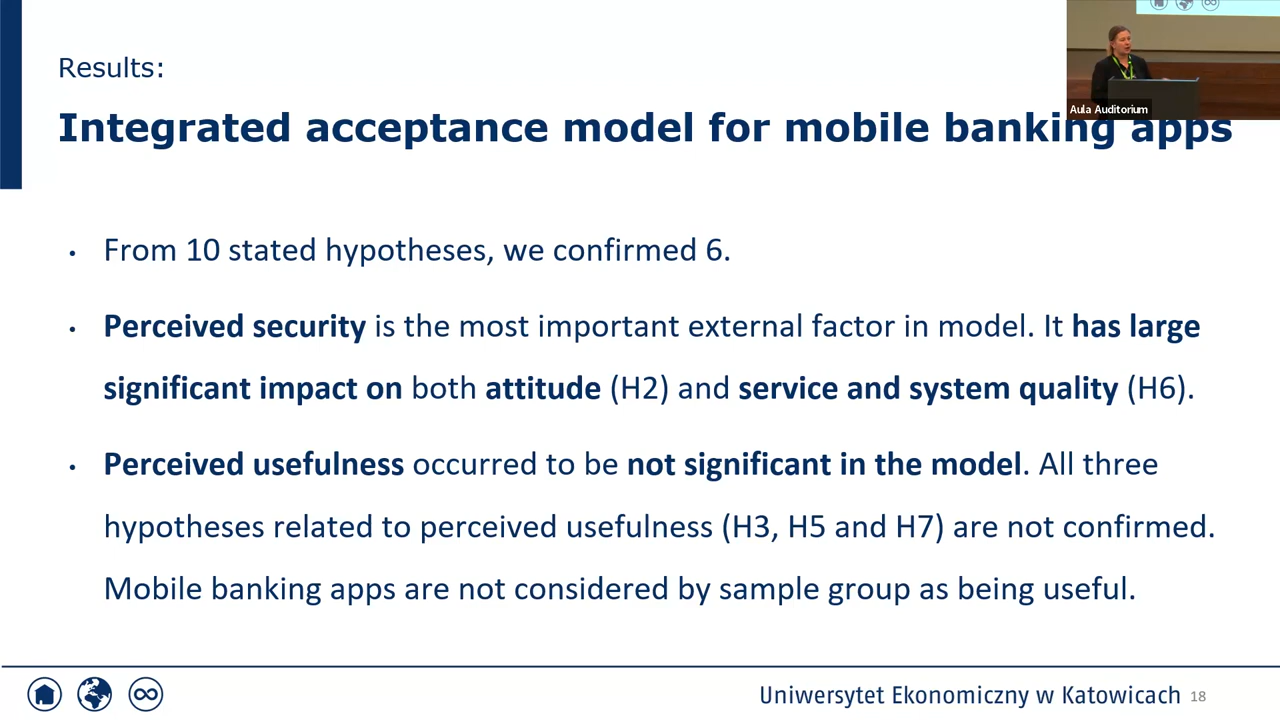 Results:
Aula Auditorium
Integrated acceptance model for mobile banking apps
• From 10 stated hypotheses, we confirmed 6.
• Perceived security is the most important external factor in model. It has large
significant impact on both attitude (H2) and service and system quality (H6).
• Perceived usefulness occurred to be not significant in the model. All three
hypotheses related to perceived usefulness (H3, H5 and H7) are not confirmed.
Mobile banking apps are not considered by sample group as being useful.
Uniwersytet Ekonomiczny w Katowicach 18